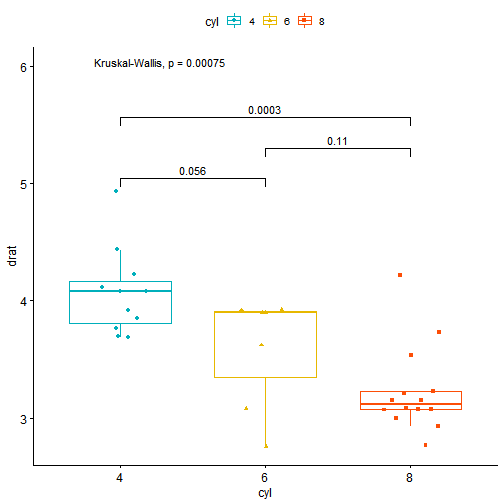 cyl 4 6 8
Kruskal-Wallis, p = 0.00075
0.0003
0.11
0.056
6
5
4
3
drat
4 6 8
cyl